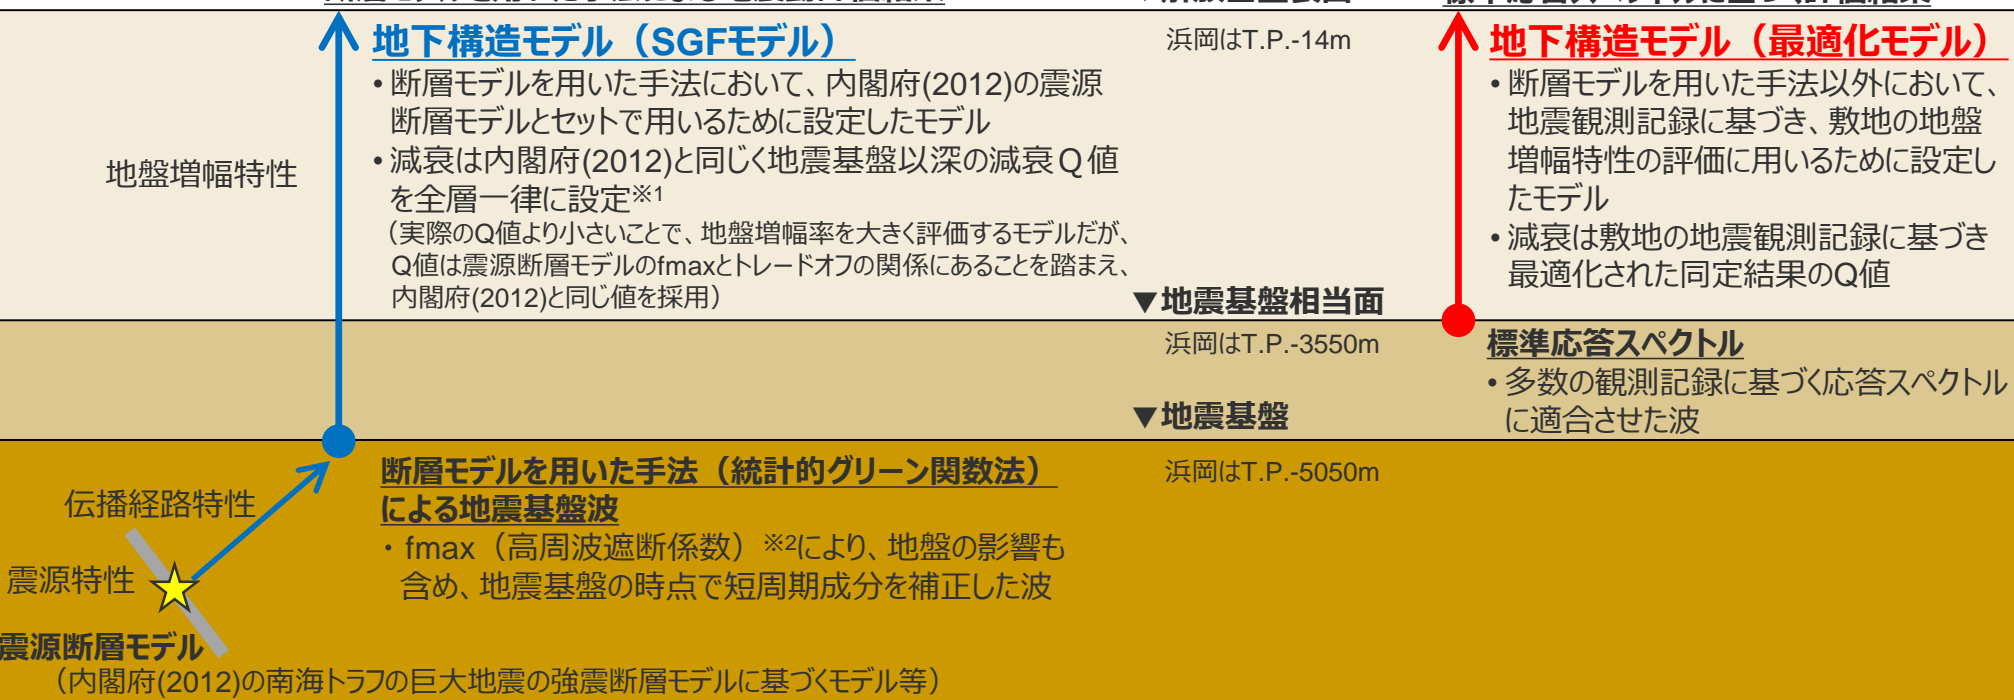 地盤増幅特性
地下構造モデル（SGFモデル）
•断層モデルを用いた手法において、内閣府(2012)の震源
断層モデルとセットで用いるために設定したモデル
•減衰は内閣府(2012)と同じく地震基盤以深の減衰Ｑ値
を全層一律に設定※1
（実際のQ値より小さいことで、地盤増幅率を大きく評価するモデルだが、
Q値は震源断層モデルのfmaxとトレードオフの関係にあることを踏まえ、
内閣府(2012)と同じ値を採用）
浜岡はT.P.-14m
地下構造モデル（最適化モデル）
•断層モデルを用いた手法以外において、
地震観測記録に基づき、敷地の地盤
増幅特性の評価に用いるために設定し
たモデル
•減衰は敷地の地震観測記録に基づき
最適化された同定結果のQ値
▼地震基盤相当面
浜岡はT.P.-3550m
標準応答スペクトル
•多数の観測記録に基づく応答スペクトル
に適合させた波
▼地震基盤
浜岡はT.P.-5050m
断層モデルを用いた手法（統計的グリーン関数法）
による地震基盤波
・fmax（高周波遮断係数）※2により、地盤の影響も
含め、地震基盤の時点で短周期成分を補正した波
伝播経路特性
震源特性
震源断層モデル
（内閣府(2012)の南海トラフの巨大地震の強震断層モデルに基づくモデル等）